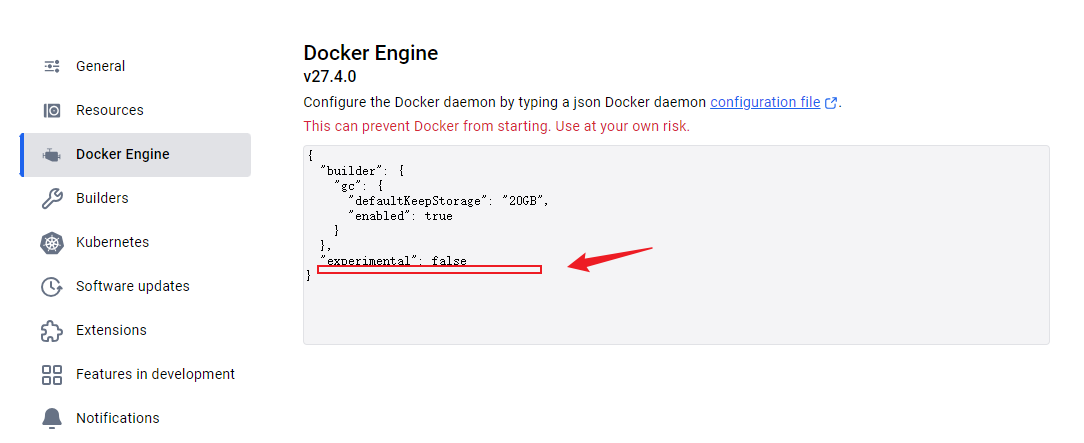 General
Resources
Docker Engine
Builders
Kubernetes
Software updates
Extensions
Features in development
Notifications
Docker Engine
v27.4.0
Configure the Docker daemon by typing a json Docker daemon configuration file.
This can prevent Docker from starting. Use at your own risk.
{
  "builder": {
    "gc": {
      "defaultKeepStorage": "20GB",
      "enabled": true
    }
  },
  "experimental": false
}